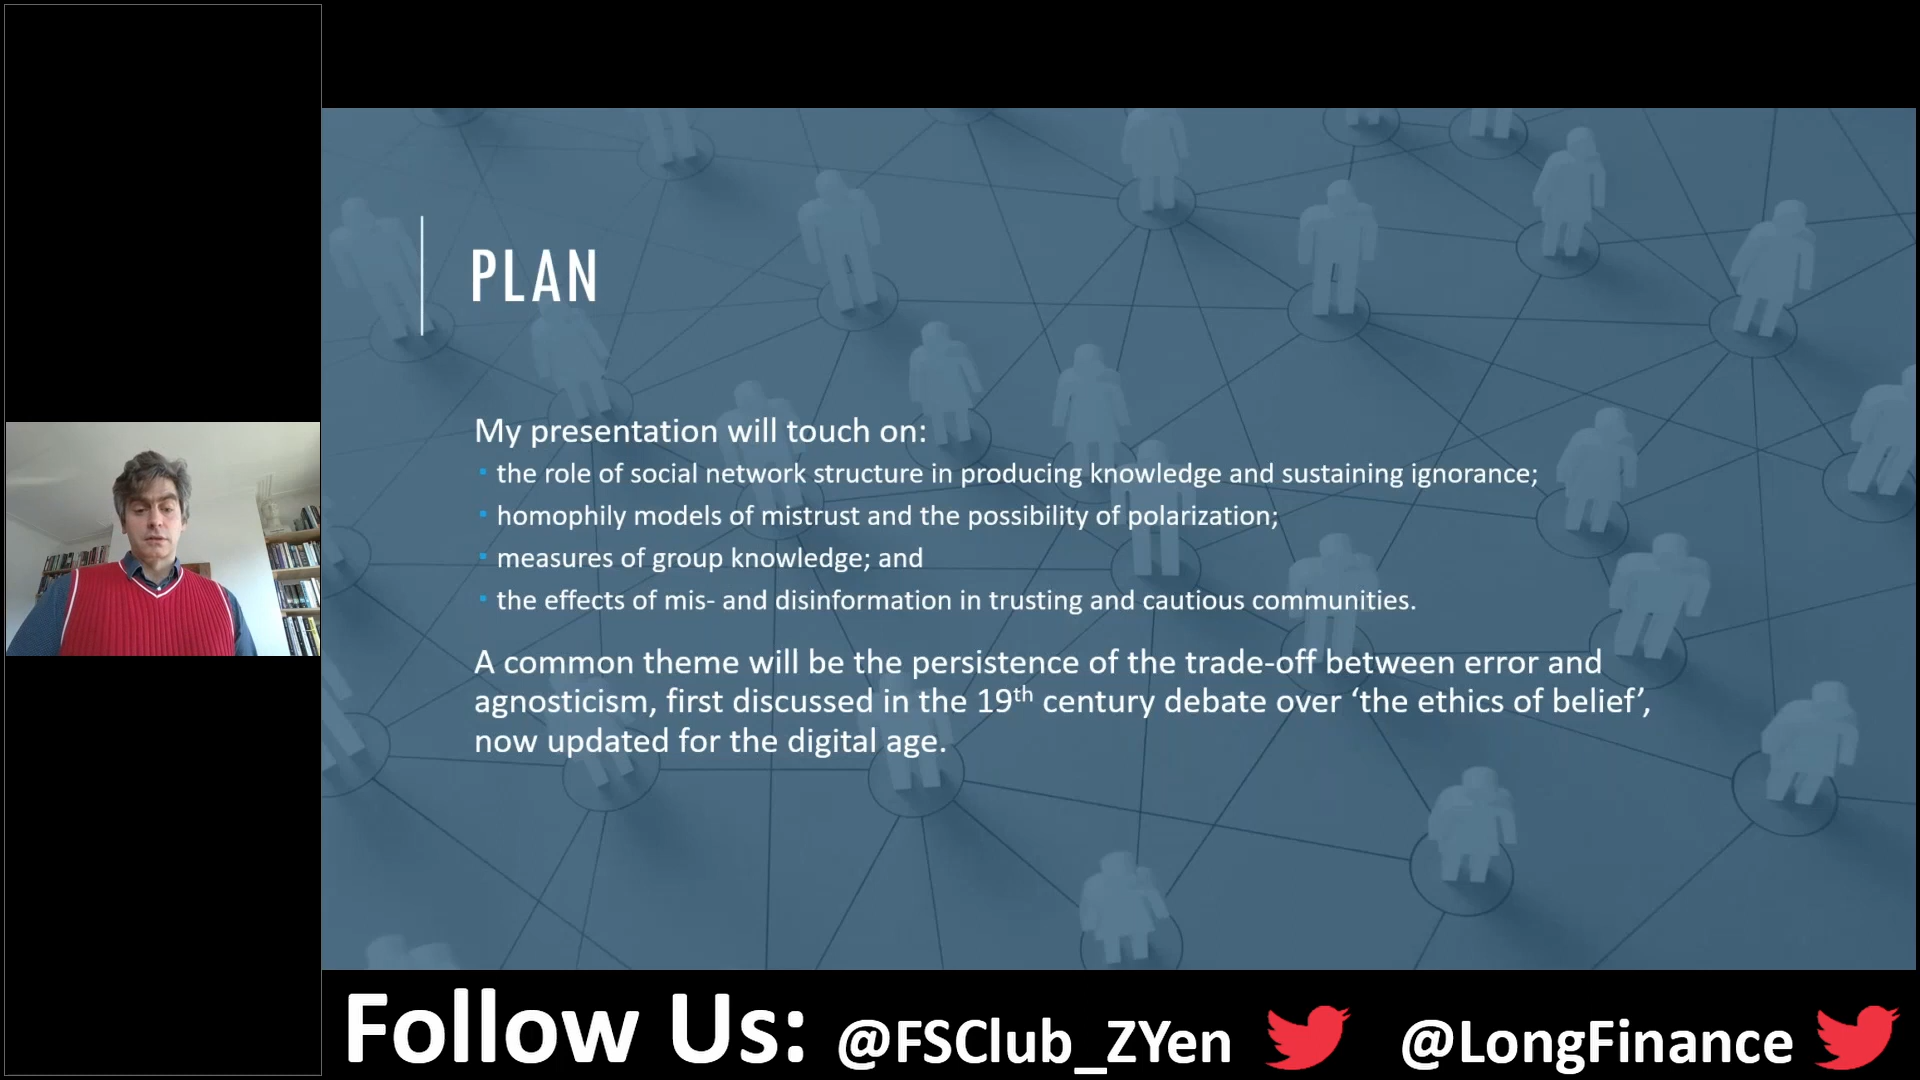 PLAN
My presentation will touch on:
▪ the role of social network structure in producing knowledge and sustaining ignorance;
▪ homophily models of mistrust and the possibility of polarization;
▪ measures of group knowledge; and
▪ the effects of mis- and disinformation in trusting and cautious communities.
A common theme will be the persistence of the trade-off between error and
agnosticism, first discussed in the 19th century debate over ‘the ethics of belief’,
now updated for the digital age.
Follow Us: @FSClub_ZYen @LongFinance